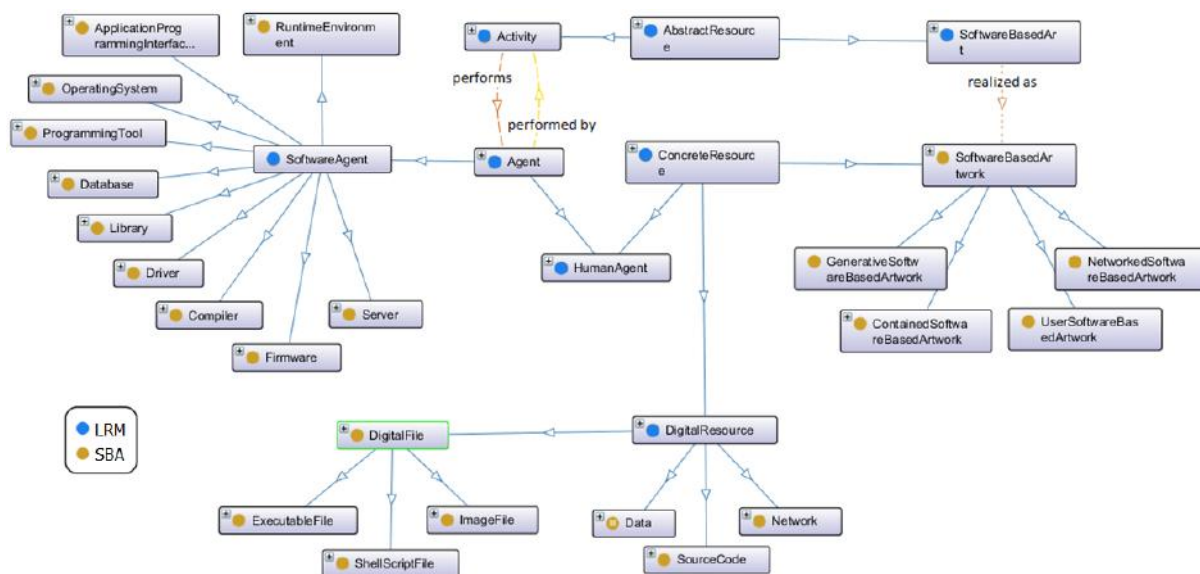 ApplicationProg
rammingInterfac...
RuntimeEnvironm
ent
Activity
AbstractResourc
e
SoftwareBasedAr
t
performs
realized as
OperatingSystem
performed by
ProgrammingTool
SoftwareAgent
Agent
ConcreteResourc
e
SoftwareBasedAr
twork
Database
Library
Driver
HumanAgent
GenerativeSoftw
areBasedArtwork
NetworkedSoftwa
reBasedArtwork
Compiler
Server
ContainedSoftwa
reBasedArtwork
UserSoftwareBas
edArtwork
Firmware
LRM
SBA
DigitalFile
DigitalResource
ExecutableFile
ImageFile
Data
Network
ShellScriptFile
SourceCode